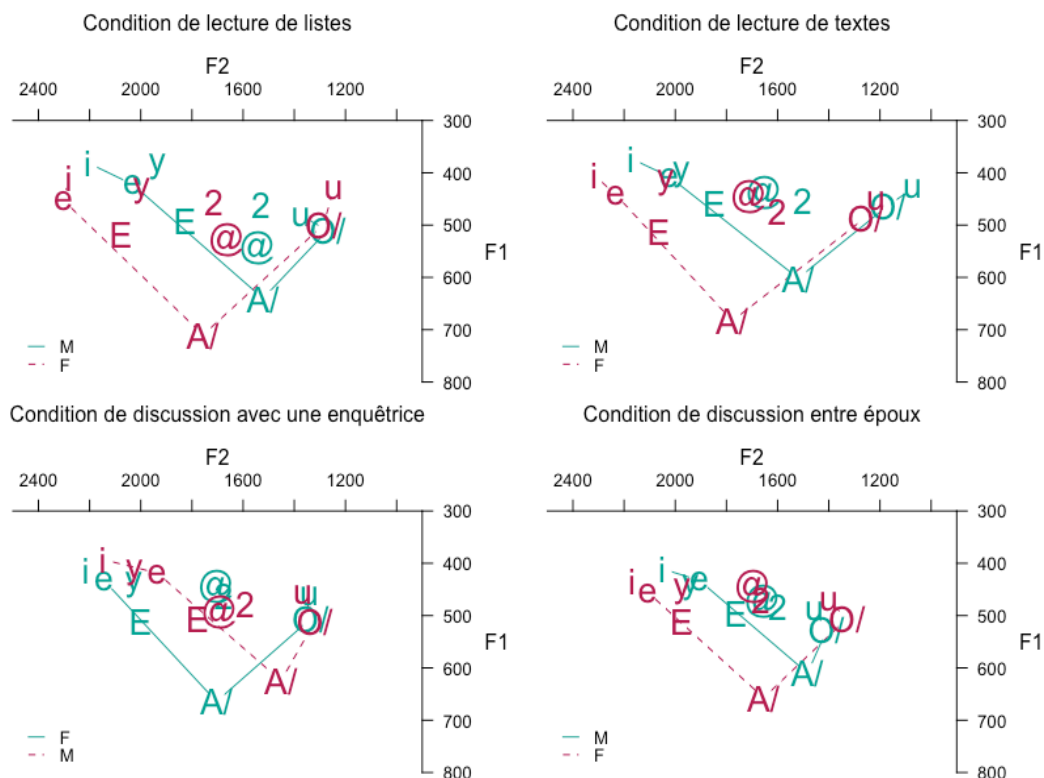 Condition de lecture de listes
F2
2400 2000 1600 1200
300
400
500
600
700
800
F1
i y
i
e e y
2 2 u
E E u
@ @ O/ O/
A/
A/
M
F
Condition de lecture de textes
F2
2400 2000 1600 1200
300
400
500
600
700
800
F1
i y
i e y
e @ @ u
E 2 2 u O/
E O/
A/
A/
M
F
Condition de discussion avec une enquêtrice
F2
2400 2000 1600 1200
300
400
500
600
700
800
F1
i
i y e
e y @ 2 u u
E E @ 2 O/ O/
A/
A/
F
M
Condition de discussion entre époux
F2
2400 2000 1600 1200
300
400
500
600
700
800
F1
i
i e y y e @
@ 2 2 u u
E E O/ O/
A/
A/
M
F